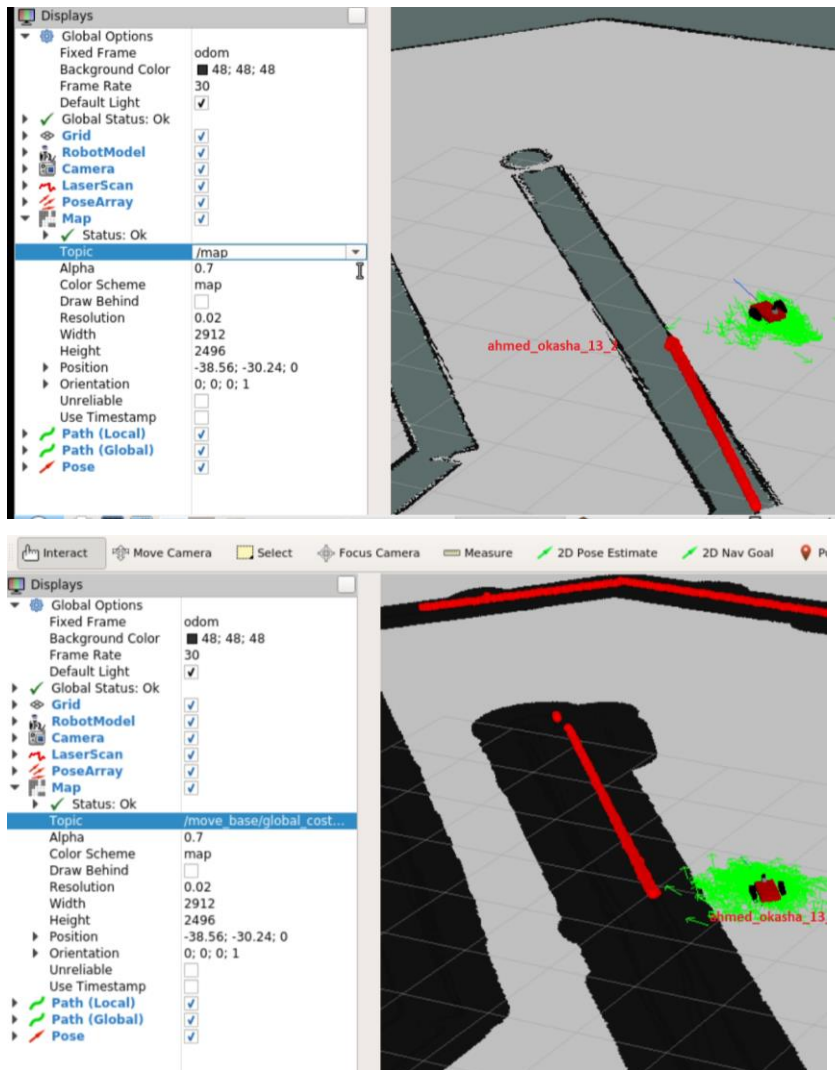 Displays
Global Options
Fixed Frame odom
Background Color 48; 48; 48
Frame Rate 30
Default Light
Global Status: Ok
Grid
RobotModel
Camera
LaserScan
PoseArray
Map
Status: Ok
Topic /map
Alpha 0.7
Color Scheme map
Draw Behind
Resolution 0.02
Width 2912
Height 2496
Position -38.56; -30.24; 0
Orientation 0; 0; 0; 1
Unreliable
Use Timestamp
Path (Local)
Path (Global)
Pose
ahmed_okasha_13_2
Interact Move Camera Select Focus Camera Measure 2D Pose Estimate 2D Nav Goal
Displays
Global Options
Fixed Frame odom
Background Color 48; 48; 48
Frame Rate 30
Default Light
Global Status: Ok
Grid
RobotModel
Camera
LaserScan
PoseArray
Map
Status: Ok
Topic /move_base/global_cost...
Alpha 0.7
Color Scheme map
Draw Behind
Resolution 0.02
Width 2912
Height 2496
Position -38.56; -30.24; 0
Orientation 0; 0; 0; 1
Unreliable
Use Timestamp
Path (Local)
Path (Global)
Pose
ahmed_okasha_13_